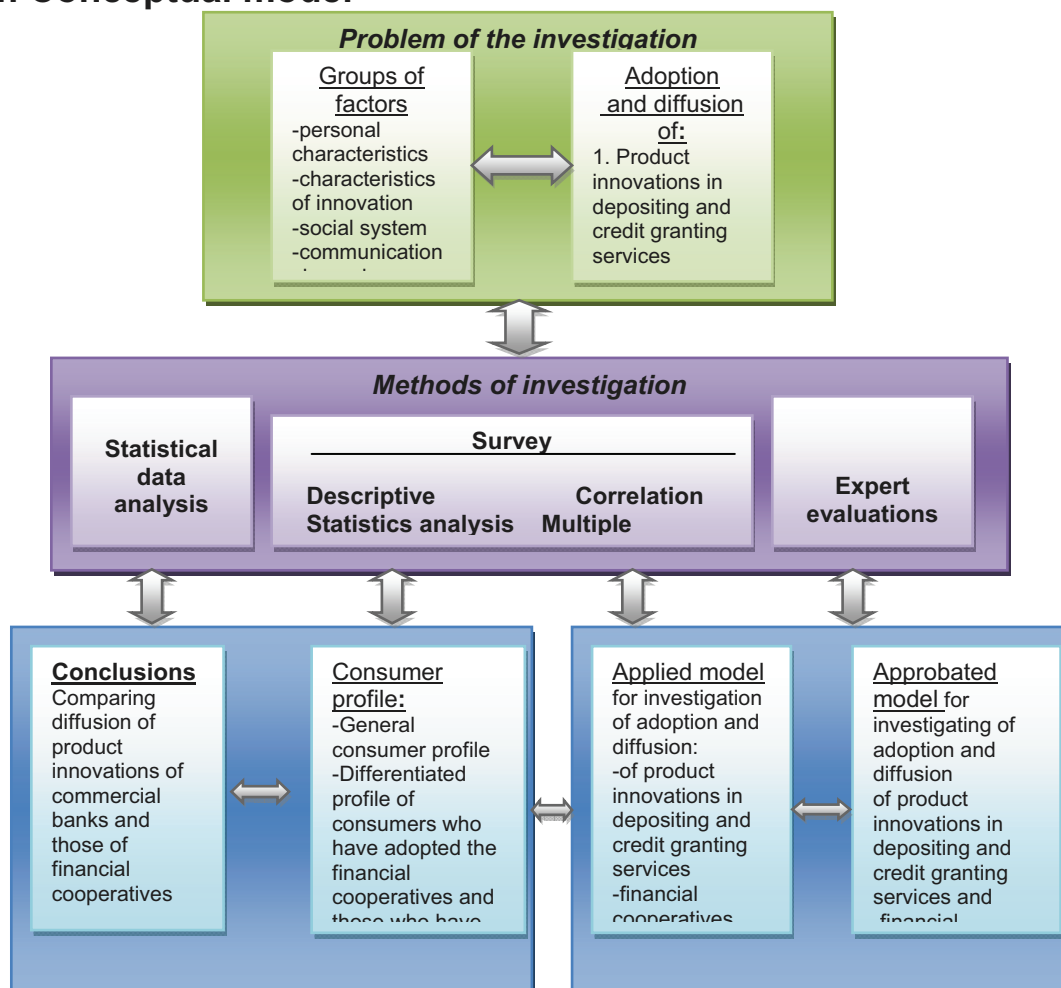 Conceptual Model
Problem of the investigation
Groups of
factors
-personal
characteristics
-characteristics
of innovation
-social system
-communication
Adoption
and diffusion
of:
1. Product
innovations in
depositing and
credit granting
services
Methods of investigation
Statistical
data
analysis
Survey
Descriptive Correlation
Statistics analysis Multiple
Expert
evaluations
Conclusions
Comparing
diffusion of
product
innovations of
commercial
banks and
those of
financial
cooperatives
Consumer
profile:
-General
consumer profile
-Differentiated
profile of
consumers who
have adopted the
financial
cooperatives and
those who have
Applied model
for investigation
of adoption and
diffusion:
-of product
innovations in
depositing and
credit granting
services
-financial
cooperatives
Approbated
model for
investigating of
adoption and
diffusion
of product
innovations in
depositing and
credit granting
services and
-financial